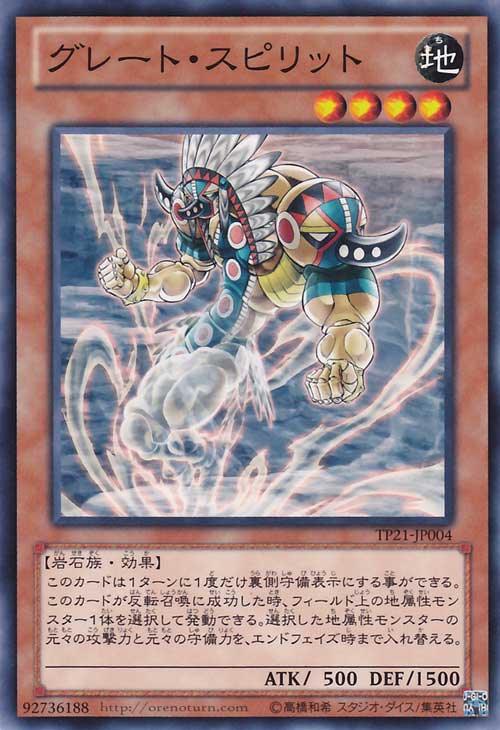 グレート・スピリット
地
TP21-JP004
【岩石族・効果】
このカードは１ターンに１度だけ裏側守備表示にする事ができる。
このカードが反転召喚に成功した時、フィールド上の地属性モン
スター１体を選択して発動できる。選択した地属性モンスターの
元々の攻撃力と元々の守備力を、エンドフェイズ時まで入れ替える。
ATK/ 500 DEF/1500
92736188 http://orenoturn.com/ ©高橋和希 スタジオ・ダイス/集英社